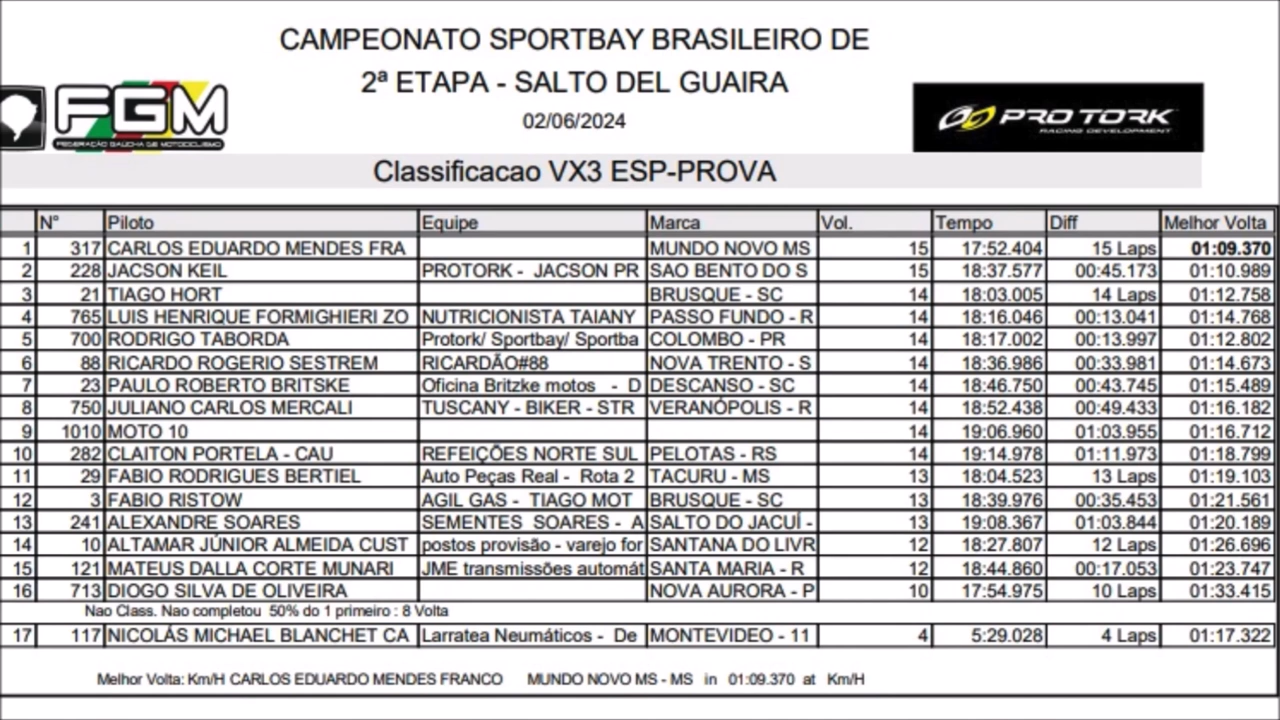 CAMPEONATO SPORTBAY BRASILEIRO DE
2ª ETAPA - SALTO DEL GUAIRA
02/06/2024
FGM
FEDERAÇÃO GAÚCHA DE MOTOCICLISMO
PRO TORK
RACING DEVELOPMENT
Classificacao VX3 ESP-PROVA
N° Piloto Equipe Marca Vol. Tempo Diff Melhor Volta
1 317 CARLOS EDUARDO MENDES FRA MUNDO NOVO MS 15 17:52.404 15 Laps 01:09.370
2 228 JACSON KEIL PROTORK - JACSON PR SAO BENTO DO S 15 18:37.577 00:45.173 01:10.989
3 21 TIAGO HORT BRUSQUE - SC 14 18:03.005 14 Laps 01:12.758
4 765 LUIS HENRIQUE FORMIGHIERI ZO NUTRICIONISTA TAIANY PASSO FUNDO - R 14 18:16.046 00:13.041 01:14.768
5 700 RODRIGO TABORDA Protork/ Sportbay/ Sportba COLOMBO - PR 14 18:17.002 00:13.997 01:12.802
6 88 RICARDO ROGERIO SESTREM RICARDÃO#88 NOVA TRENTO - S 14 18:36.986 00:33.981 01:14.673
7 23 PAULO ROBERTO BRITSKE Oficina Britzke motos - D DESCANSO - SC 14 18:46.750 00:43.745 01:15.489
8 750 JULIANO CARLOS MERCALI TUSCANY - BIKER - STR VERANÓPOLIS - R 14 18:52.438 00:49.433 01:16.182
9 1010 MOTO 10 14 19:06.960 01:03.955 01:16.712
10 282 CLAITON PORTELA - CAU REFEIÇÕES NORTE SUL PELOTAS - RS 14 19:14.978 01:11.973 01:18.799
11 29 FABIO RODRIGUES BERTIEL Auto Peças Real - Rota 2 TACURU - MS 13 18:04.523 13 Laps 01:19.103
12 3 FABIO RISTOW AGIL GAS - TIAGO MOT BRUSQUE - SC 13 18:39.976 00:35.453 01:21.561
13 241 ALEXANDRE SOARES SEMENTES SOARES - A SALTO DO JACUÍ - 13 19:08.367 01:03.844 01:20.189
14 10 ALTAMAR JÚNIOR ALMEIDA CUST postos provisão - varejo for SANTANA DO LIVR 12 18:27.807 12 Laps 01:26.696
15 121 MATEUS DALLA CORTE MUNARI JME transmissões automát SANTA MARIA - R 12 18:44.860 00:17.053 01:23.747
16 713 DIOGO SILVA DE OLIVEIRA NOVA AURORA - P 10 17:54.975 10 Laps 01:33.415
Nao Class. Nao completou 50% do 1 primeiro : 8 Volta
17 117 NICOLÁS MICHAEL BLANCHET CA Larratea Neumáticos - De MONTEVIDEO - 11 4 5:29.028 4 Laps 01:17.322
Melhor Volta: Km/H CARLOS EDUARDO MENDES FRANCO MUNDO NOVO MS - MS in 01:09.370 at Km/H